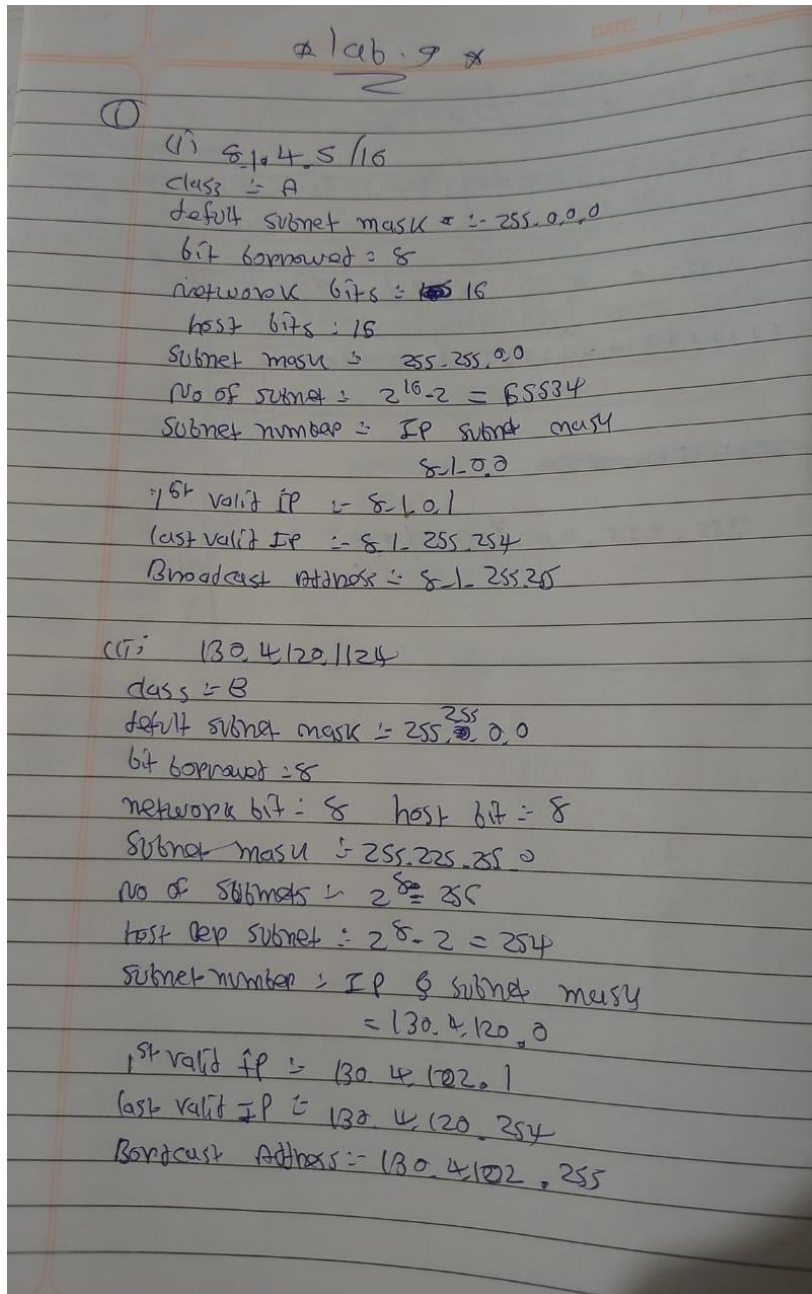 DATE: / /
* lab. 9 *
①
(i) 8.1.4.5/16
class :- A
defult subnet mask :- 255.0.0.0
bit borrowed : 8
network bits : 16
host bits : 16
subnet mask : 255.255.0.0
No of subnet : 2^16-2 = 65534
Subnet number :- IP subnet mask
8.1.0.0
1st valid IP :- 8.1.0.1
last valid IP :- 8.1.255.254
Broadcast Address :- 8.1.255.25
(ii) 130.4.120.1/24
class :- B
defult subnet mask :- 255.255.0.0
bit borrowed :- 8
network bit :- 8 host bit :- 8
Subnet mask :- 255.225.25.0
No of subnets :- 2^8 = 256
host per subnet :- 2^8-2 = 254
subnet number : IP & subnet mask
= 130.4.120.0
1st valid IP :- 130.4.102.1
last valid IP :- 130.4.120.254
Bordcast Address :- 130.4.102.255